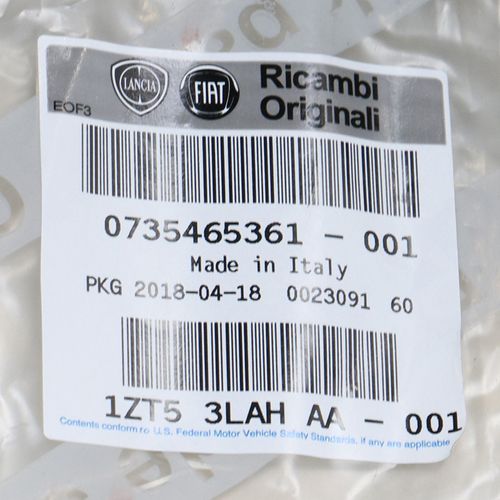 LANCIA FIAT Ricambi
Originali
EOF3
0735465361 - 001
Made in Italy
PKG 2018-04-18 0023091 60
1ZT5 3LAH AA - 001
Contents conform to U.S. Federal Motor Vehicle Safety Standards, if any are applicable